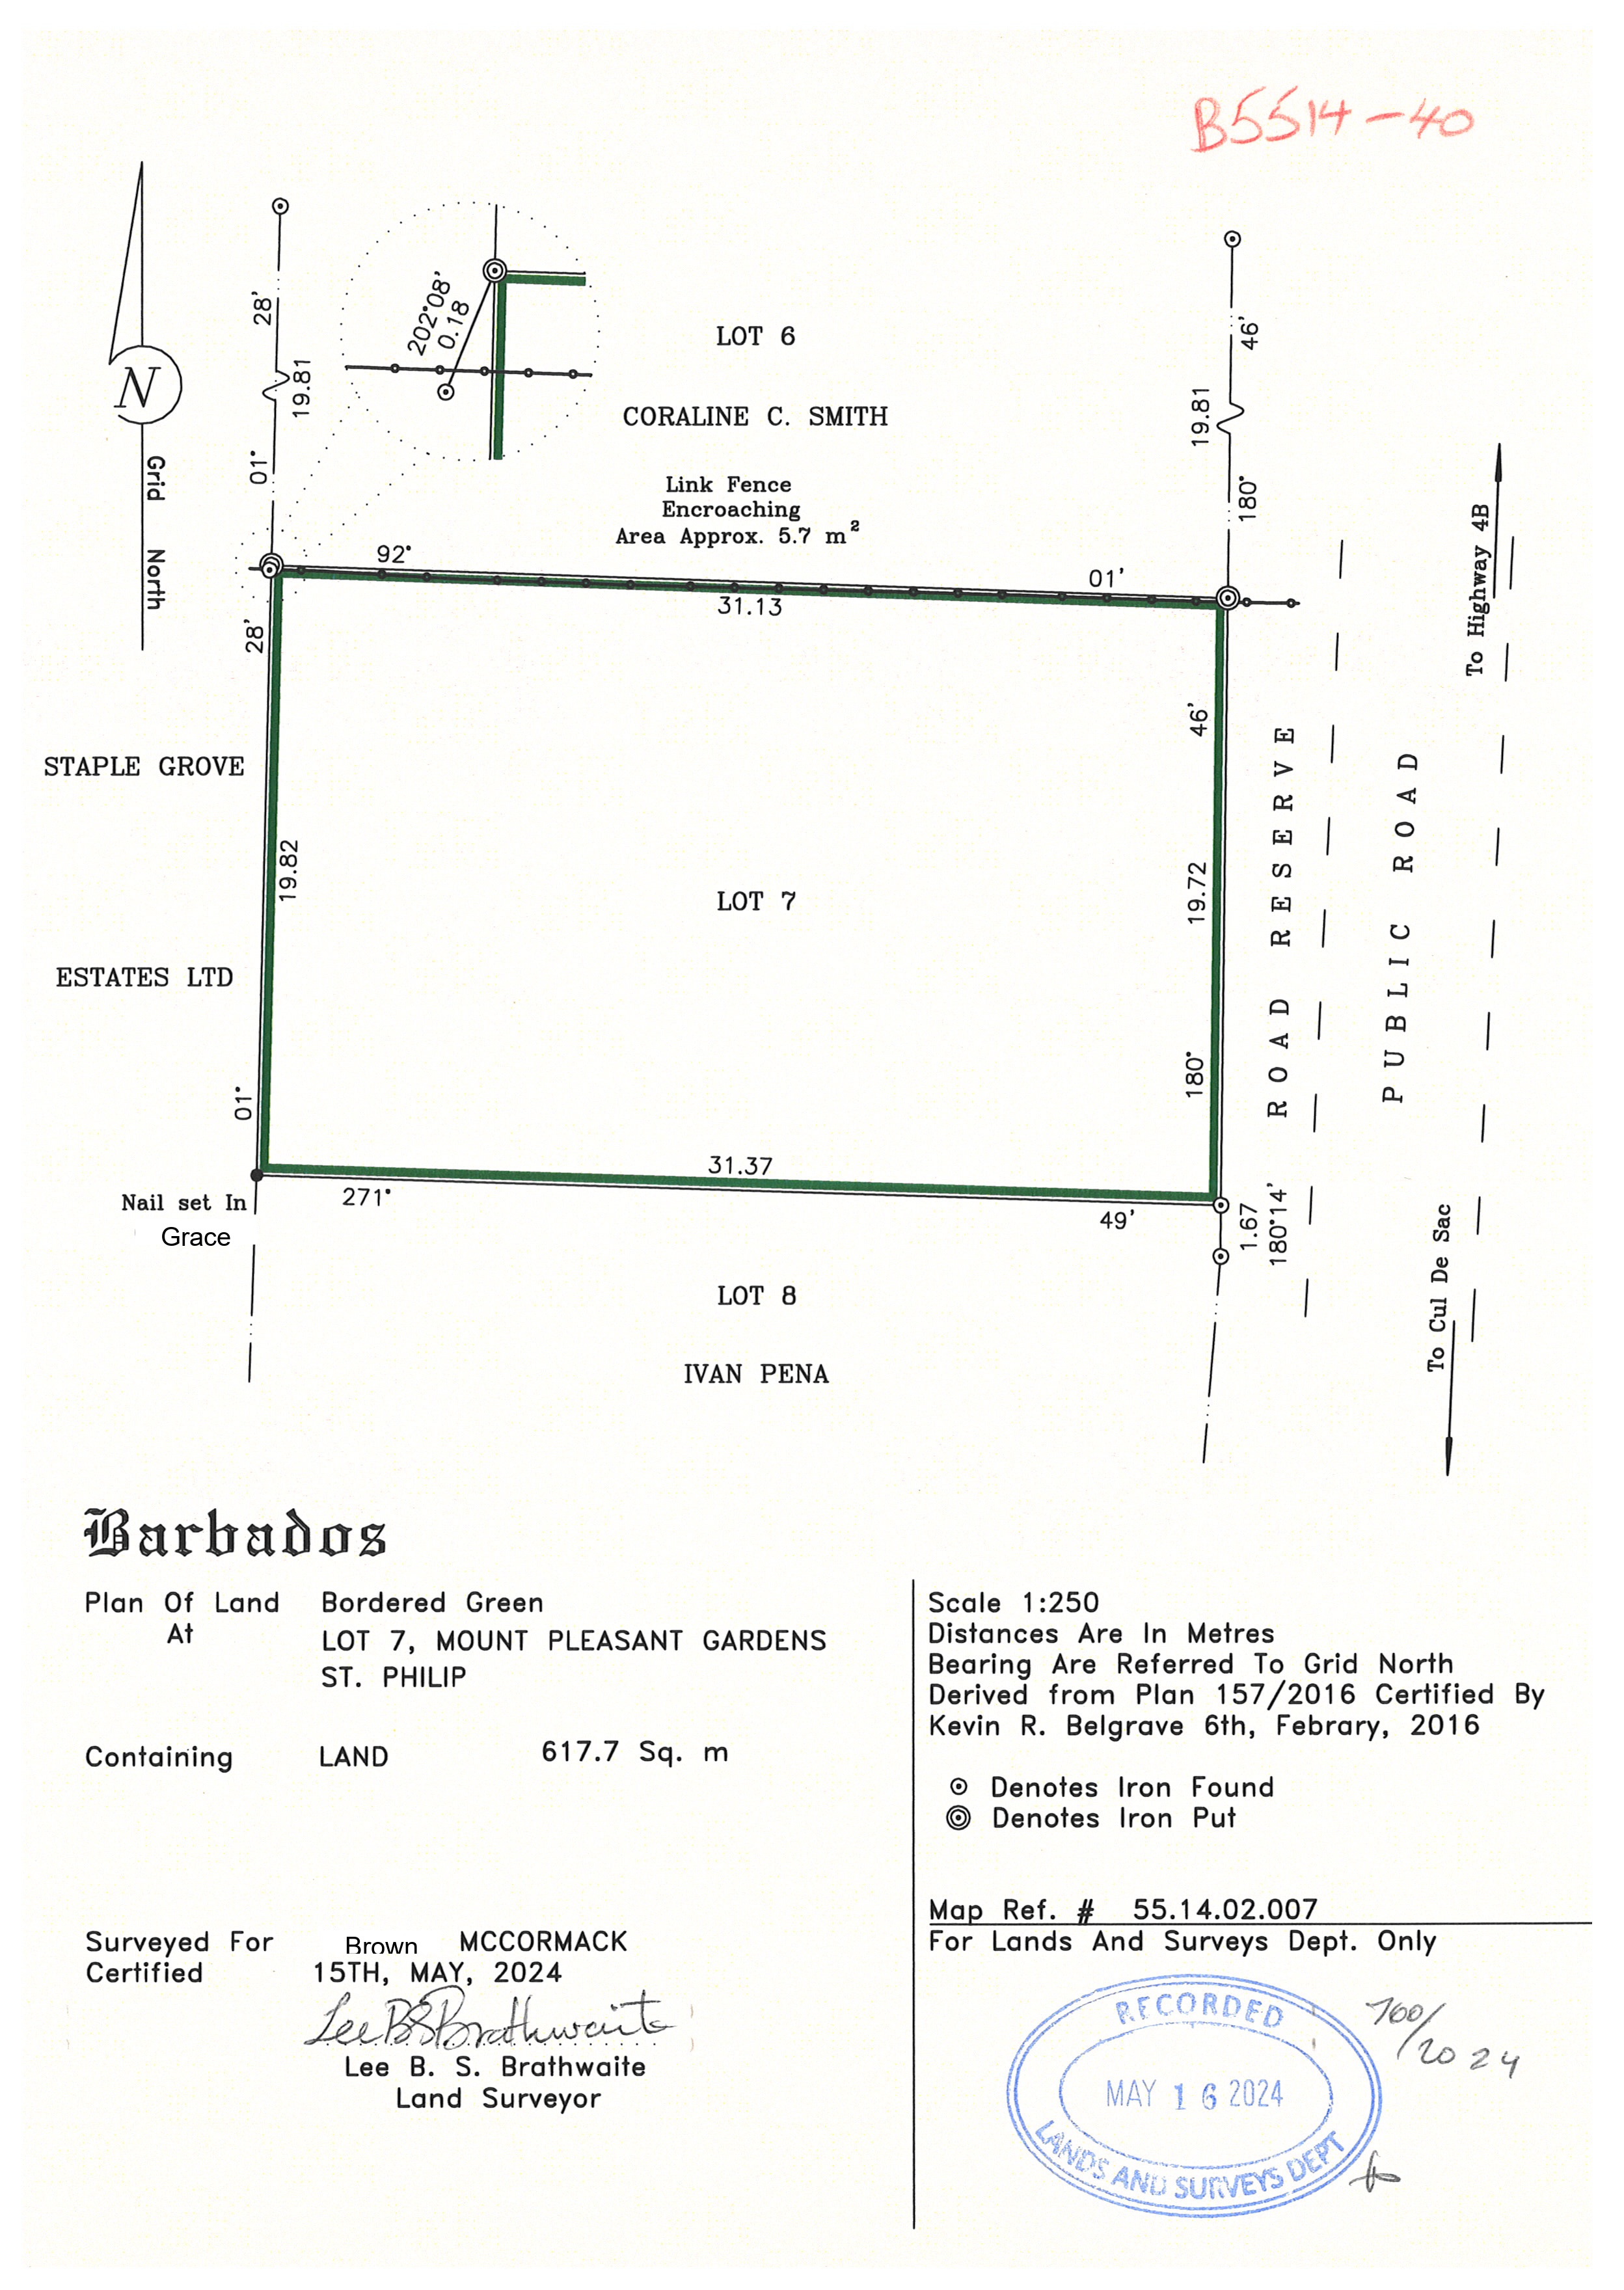 B5514-40
28'
19.81
01°
202°08'
0.18
N
Grid North
LOT 6
CORALINE C. SMITH
Link Fence
Encroaching
Area Approx. 5.7 m²
46'
19.81
180°
To Highway 4B
92°
01'
31.13
28'
46'
STAPLE GROVE
19.82
LOT 7
19.72
ROAD RESERVE
PUBLIC ROAD
ESTATES LTD
01°
180°
31.37
271°
49'
Nail set In
Grace
1.67
180°14'
To Cul De Sac
LOT 8
IVAN PENA
Barbados
Plan Of Land Bordered Green
At LOT 7, MOUNT PLEASANT GARDENS
ST. PHILIP
Containing LAND 617.7 Sq. m
Surveyed For Brown MCCORMACK
Certified 15TH, MAY, 2024
Lee B S Brathwaite
Lee B. S. Brathwaite
Land Surveyor
Scale 1:250
Distances Are In Metres
Bearing Are Referred To Grid North
Derived from Plan 157/2016 Certified By
Kevin R. Belgrave 6th, Febrary, 2016
Denotes Iron Found
Denotes Iron Put
Map Ref. # 55.14.02.007
For Lands And Surveys Dept. Only
RECORDED
MAY 16 2024
LANDS AND SURVEYS DEPT
700/2024